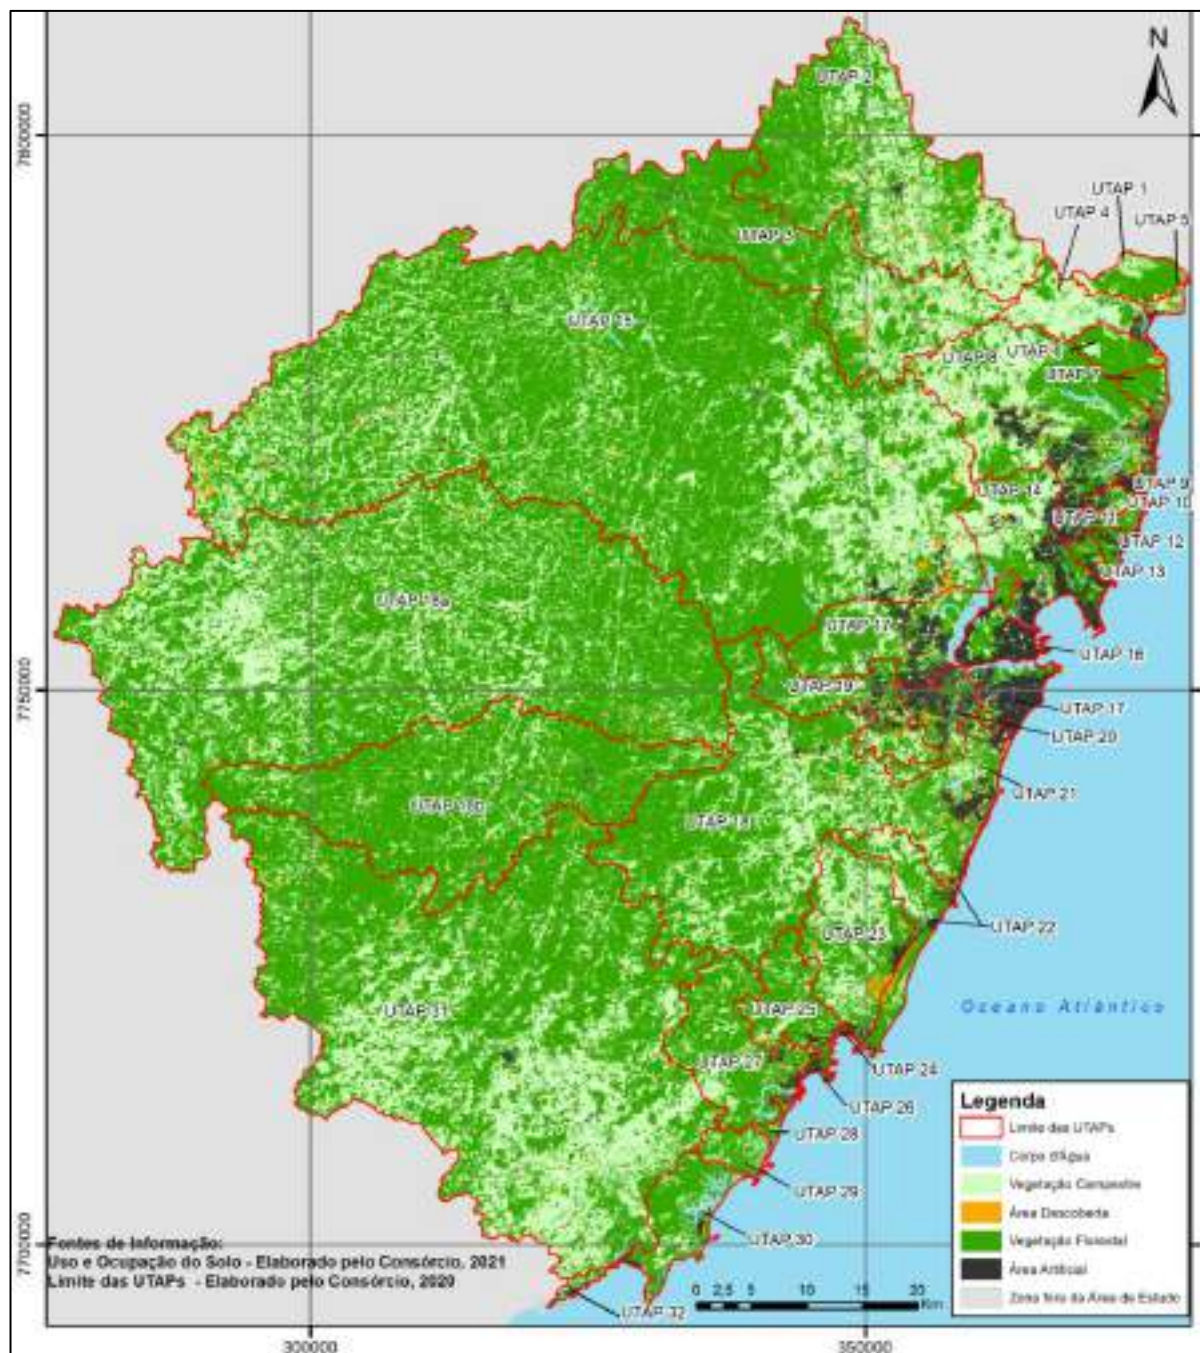 N
UTAP 2
7800000
UTAP 1
UTAP 4
UTAP 5
UTAP 3
UTAP 15
UTAP 8
UTAP 6
UTAP 7
UTAP 9
UTAP 14
UTAP 10
UTAP 11
UTAP 12
UTAP 13
UTAP 18a
UTAP 17
UTAP 16
7750000
UTAP 19
UTAP 17
UTAP 20
UTAP 21
UTAP 18b
UTAP 18
UTAP 22
UTAP 23
Oceano Atlântico
UTAP 31
UTAP 25
UTAP 27
UTAP 24
UTAP 26
UTAP 28
UTAP 29
UTAP 30
UTAP 32
7700000
Legenda
Limite das UTAPs
Corpo d'Água
Vegetação Campestre
Área Descoberta
Vegetação Florestal
Área Artificial
Zona fora da Área de Estudo
Fontes de Informação:
Uso e Ocupação do Solo - Elaborado pelo Consórcio, 2021
Limite das UTAPs - Elaborado pelo Consórcio, 2020
0 2,5 5 10 15 20
Km
300000
350000